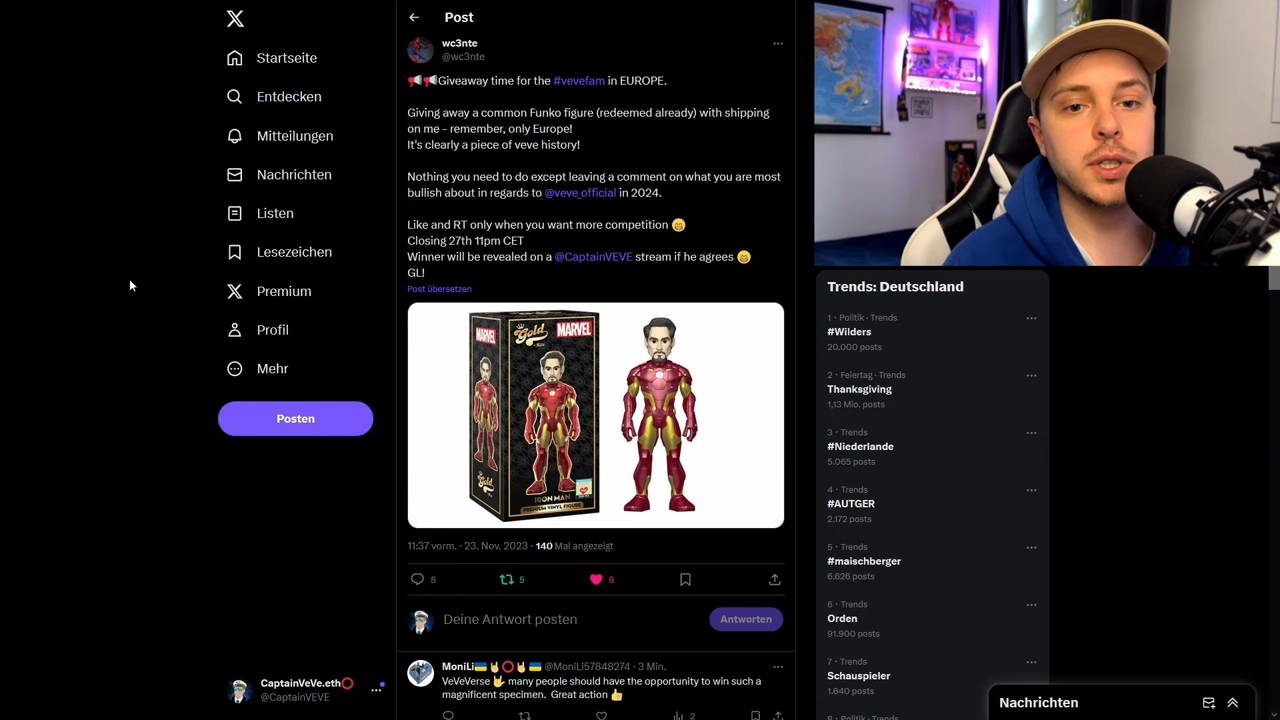 Startseite
Entdecken
Mitteilungen
Nachrichten
Listen
Lesezeichen
Premium
Profil
Mehr
Posten
CaptainVeVe.eth⭕
@CaptainVEVE
Post
wc3nte
@wc3nte
📢📢Giveaway time for the #vevefam in EUROPE.
Giving away a common Funko figure (redeemed already) with shipping
on me - remember, only Europe!
It's clearly a piece of veve history!
Nothing you need to do except leaving a comment on what you are most
bullish about in regards to @veve_official in 2024.
Like and RT only when you want more competition 😁
Closing 27th 11pm CET
Winner will be revealed on a @CaptainVEVE stream if he agrees 😁
GL!
Post übersetzen
MARVEL
Gold
MARVEL
Gold
IRON MAN
PREMIUM VINYL FIGURE
11:37 vorm. · 23. Nov. 2023 · 140 Mal angezeigt
8
5
8
Deine Antwort posten
Antworten
MoniLi🇺🇦🤘⭕🤘🇺🇦 @MoniLi57848274 · 3 Min.
VeVeVerse 🤟 many people should have the opportunity to win such a
magnificent specimen. Great action 👍
2
Trends: Deutschland
1 · Politik · Trends
#Wilders
20.000 posts
2 · Feiertag · Trends
Thanksgiving
1,13 Mio. posts
3 · Trends
#Niederlande
5.065 posts
4 · Trends
#AUTGER
2.172 posts
5 · Trends
#maischberger
6.626 posts
6 · Trends
Orden
91.900 posts
7 · Trends
Schauspieler
1.640 posts
8 · Politik · Trends
Nachrichten